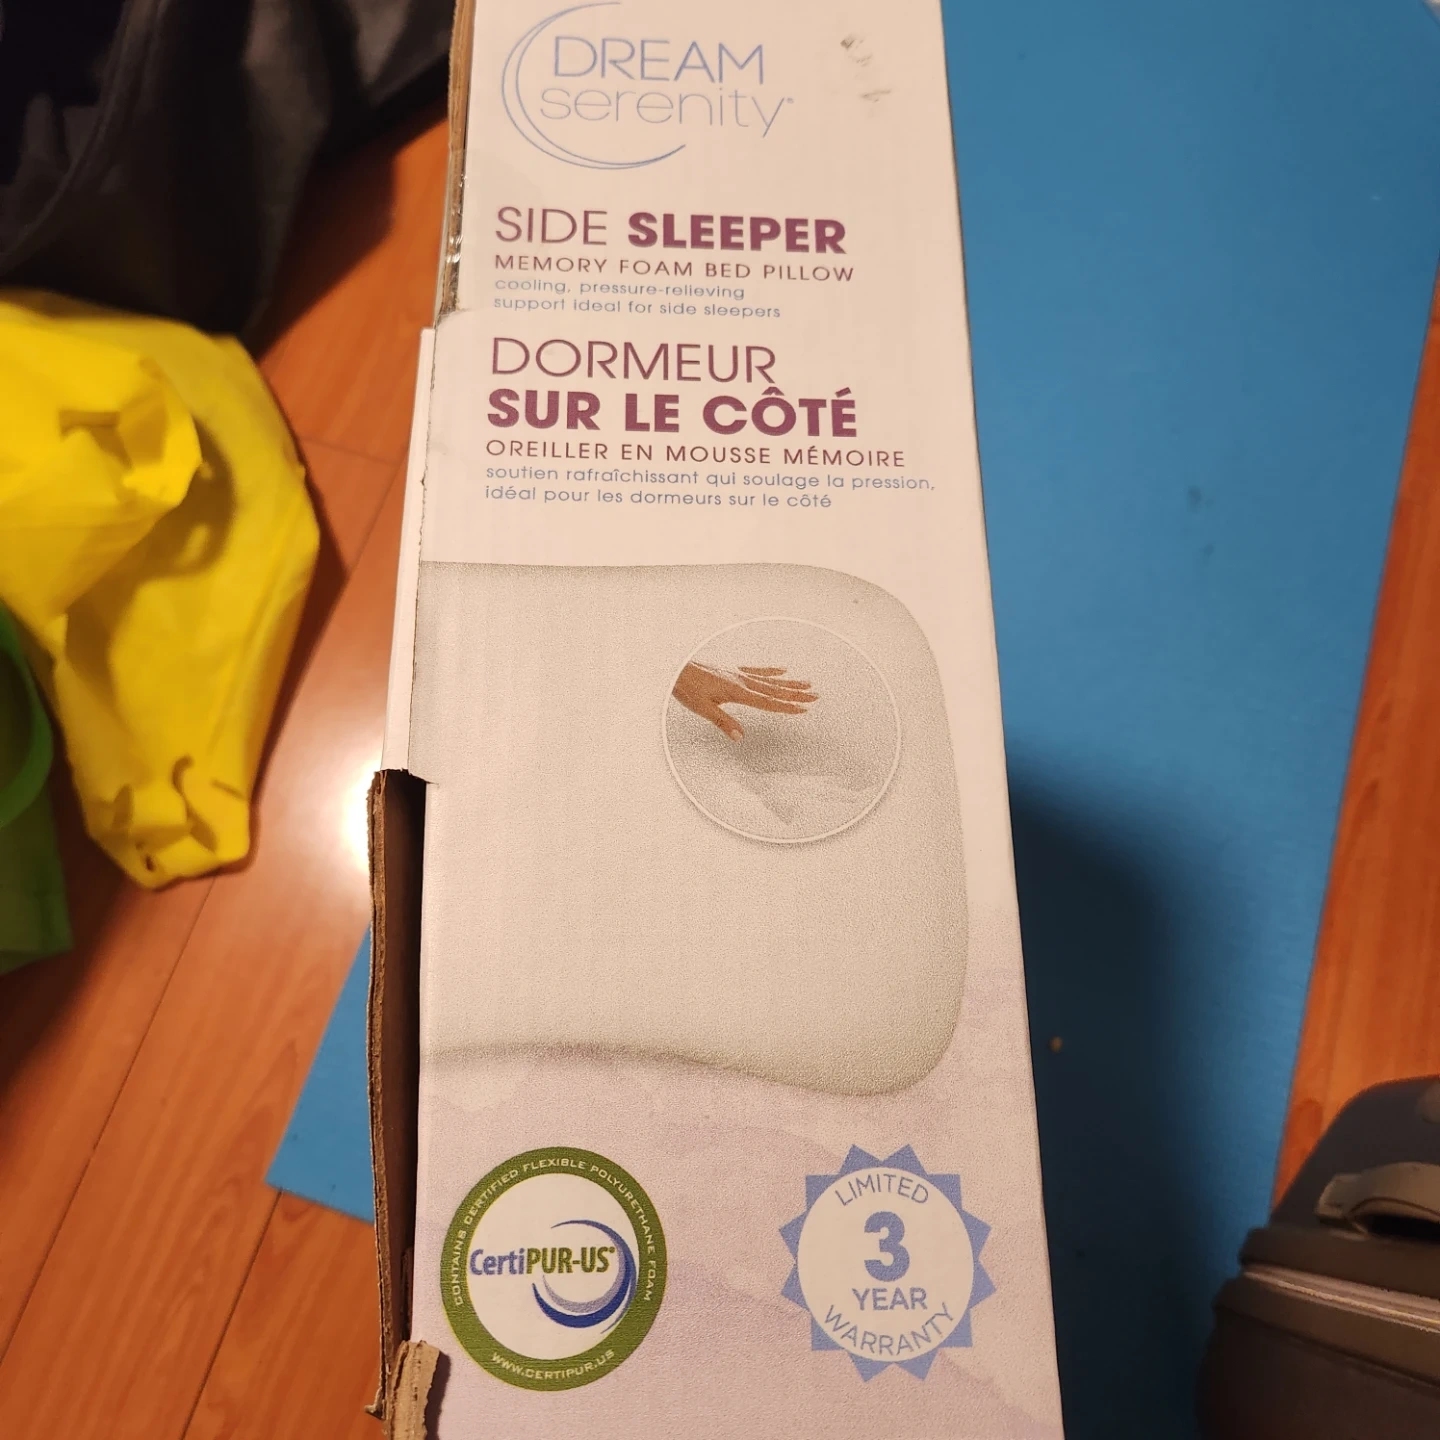 DREAM
serenity®
SIDE SLEEPER
MEMORY FOAM BED PILLOW
cooling, pressure-relieving
support ideal for side sleepers
DORMEUR
SUR LE CÔTÉ
OREILLER EN MOUSSE MÉMOIRE
soutien rafraîchissant qui soulage la pression,
idéal pour les dormeurs sur le côté
CONTAINS CERTIFIED FLEXIBLE POLYURETHANE FOAM
CertiPUR-US®
WWW.CERTIPUR.US
LIMITED
3
YEAR
WARRANTY